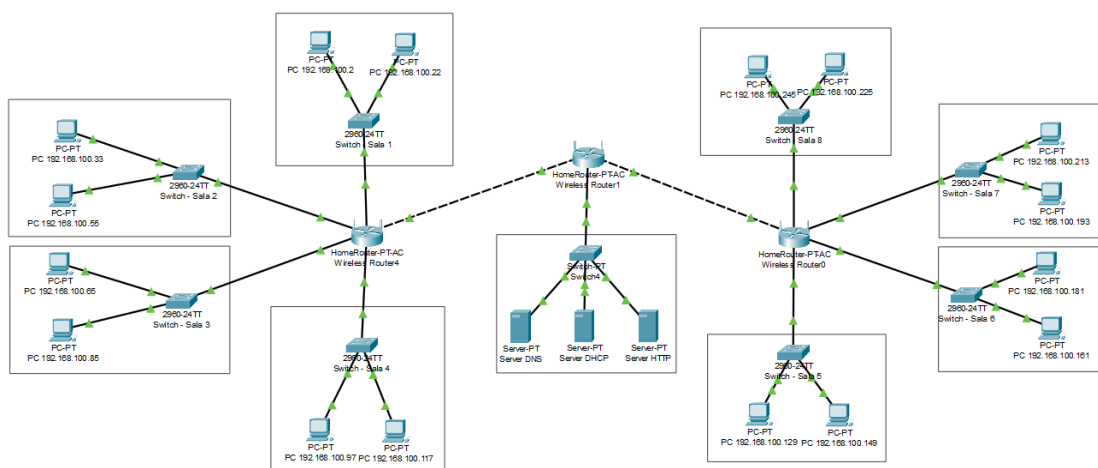 PC-PT
PC 192.168.100.2
PC-PT
PC 192.168.100.22
2960-24TT
Switch - Sala 1
PC-PT
PC 192.168.100.33
PC-PT
PC 192.168.100.55
2960-24TT
Switch - Sala 2
PC-PT
PC 192.168.100.65
PC-PT
PC 192.168.100.85
2960-24TT
Switch - Sala 3
HomeRouter-PT-AC
Wireless Router4
2960-24TT
Switch - Sala 4
PC-PT
PC 192.168.100.97
PC-PT
PC 192.168.100.117
HomeRouter-PT-AC
Wireless Router1
Switch-PT
Switch4
Server-PT
Server DNS
Server-PT
Server DHCP
Server-PT
Server HTTP
PC-PT
PC 192.168.100.245
PC-PT
PC 192.168.100.225
2960-24TT
Switch - Sala 8
HomeRouter-PT-AC
Wireless Router0
PC-PT
PC 192.168.100.213
2960-24TT
Switch - Sala 7
PC-PT
PC 192.168.100.193
PC-PT
PC 192.168.100.181
2960-24TT
Switch - Sala 6
PC-PT
PC 192.168.100.161
2960-24TT
Switch - Sala 5
PC-PT
PC 192.168.100.129
PC-PT
PC 192.168.100.149